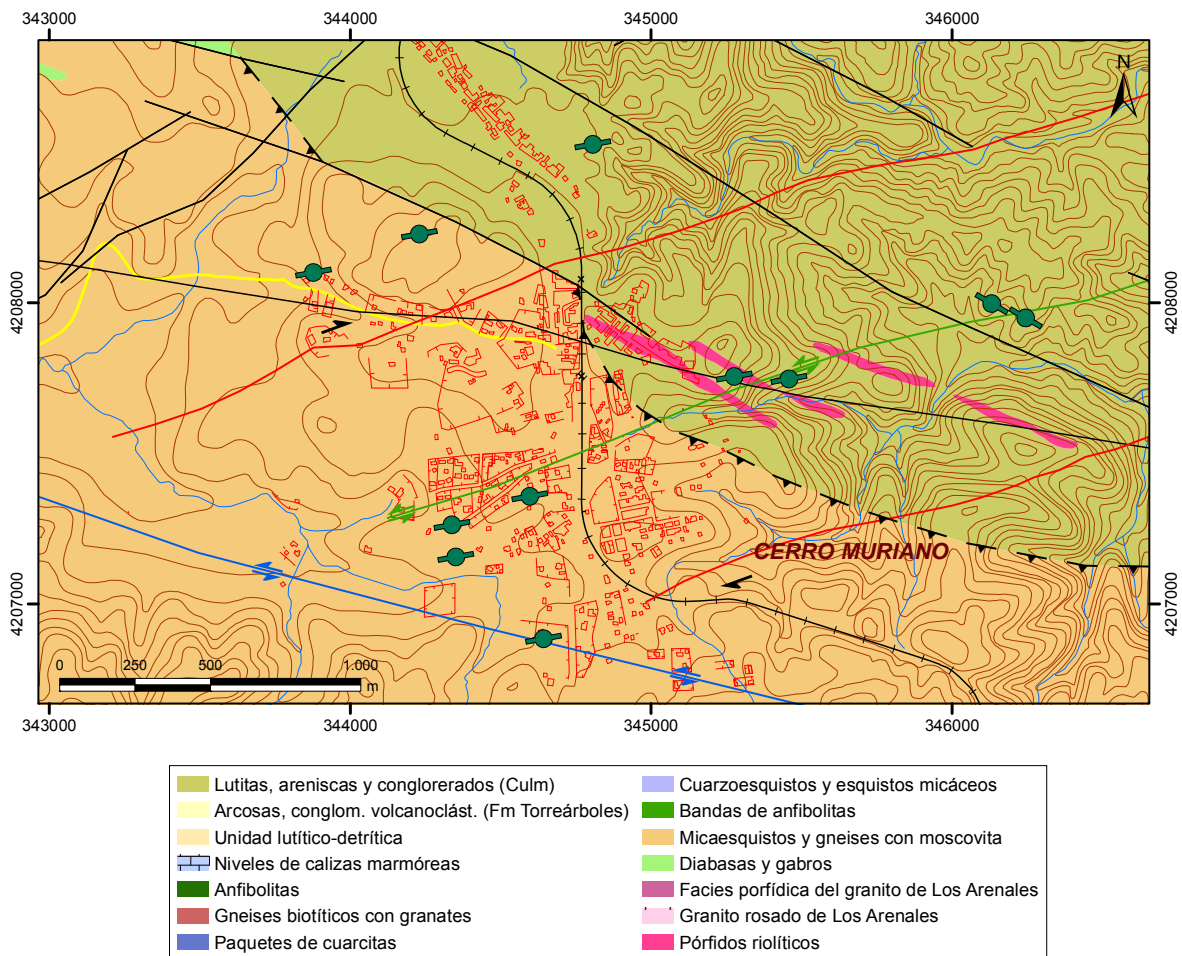 343000 344000 345000 346000
N
4208000 4208000
CERRO MURIANO
4207000 4207000
0 250 500 1.000
m
343000 344000 345000 346000
Lutitas, areniscas y conglorerados (Culm)
Arcosas, conglom. volcanoclást. (Fm Torreárboles)
Unidad lutítico-detrítica
Niveles de calizas marmóreas
Anfibolitas
Gneises biotíticos con granates
Paquetes de cuarcitas
Cuarzoesquistos y esquistos micáceos
Bandas de anfibolitas
Micaesquistos y gneises con moscovita
Diabasas y gabros
Facies porfídica del granito de Los Arenales
Granito rosado de Los Arenales
Pórfidos riolíticos